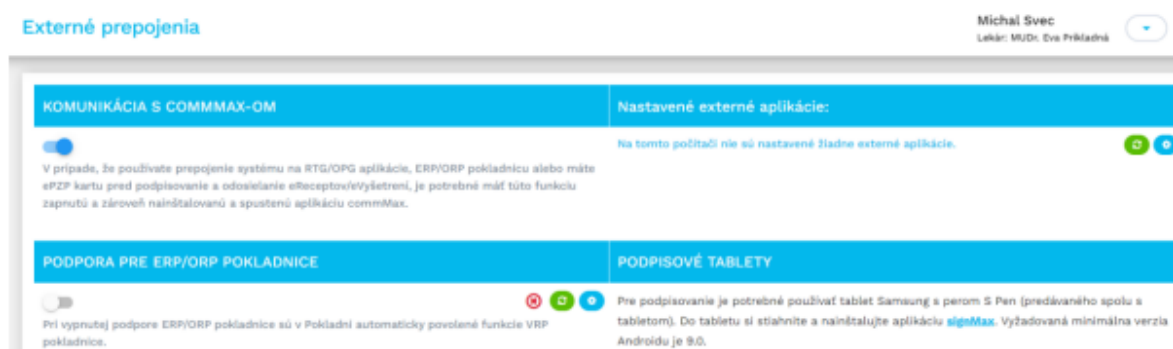 Externé prepojenia
Michal Svec
Lekár: MUDr. Eva Príkladná
KOMUNIKÁCIA S COMMMAX-OM
V prípade, že používate prepojenie systému na RTG/OPG aplikácie, ERP/ORP pokladnicu alebo máte
ePZP kartu pred podpisovanie a odosielanie eReceptov/eVyšetrení, je potrebné mať túto funkciu
zapnutú a zároveň nainštalovanú a spustenú aplikáciu commMax.
Nastavené externé aplikácie:
Na tomto počítači nie sú nastavené žiadne externé aplikácie.
PODPORA PRE ERP/ORP POKLADNICE
Pri vypnutej podpore ERP/ORP pokladnice sú v Pokladni automaticky povolené funkcie VRP
pokladnice.
PODPISOVÉ TABLETY
Pre podpisovanie je potrebné používať tablet Samsung s perom S Pen (predávaného spolu s
tabletom). Do tabletu si stiahnite a nainštalujte aplikáciu signMax. Vyžadovaná minimálna verzia
Androidu je 9.0.